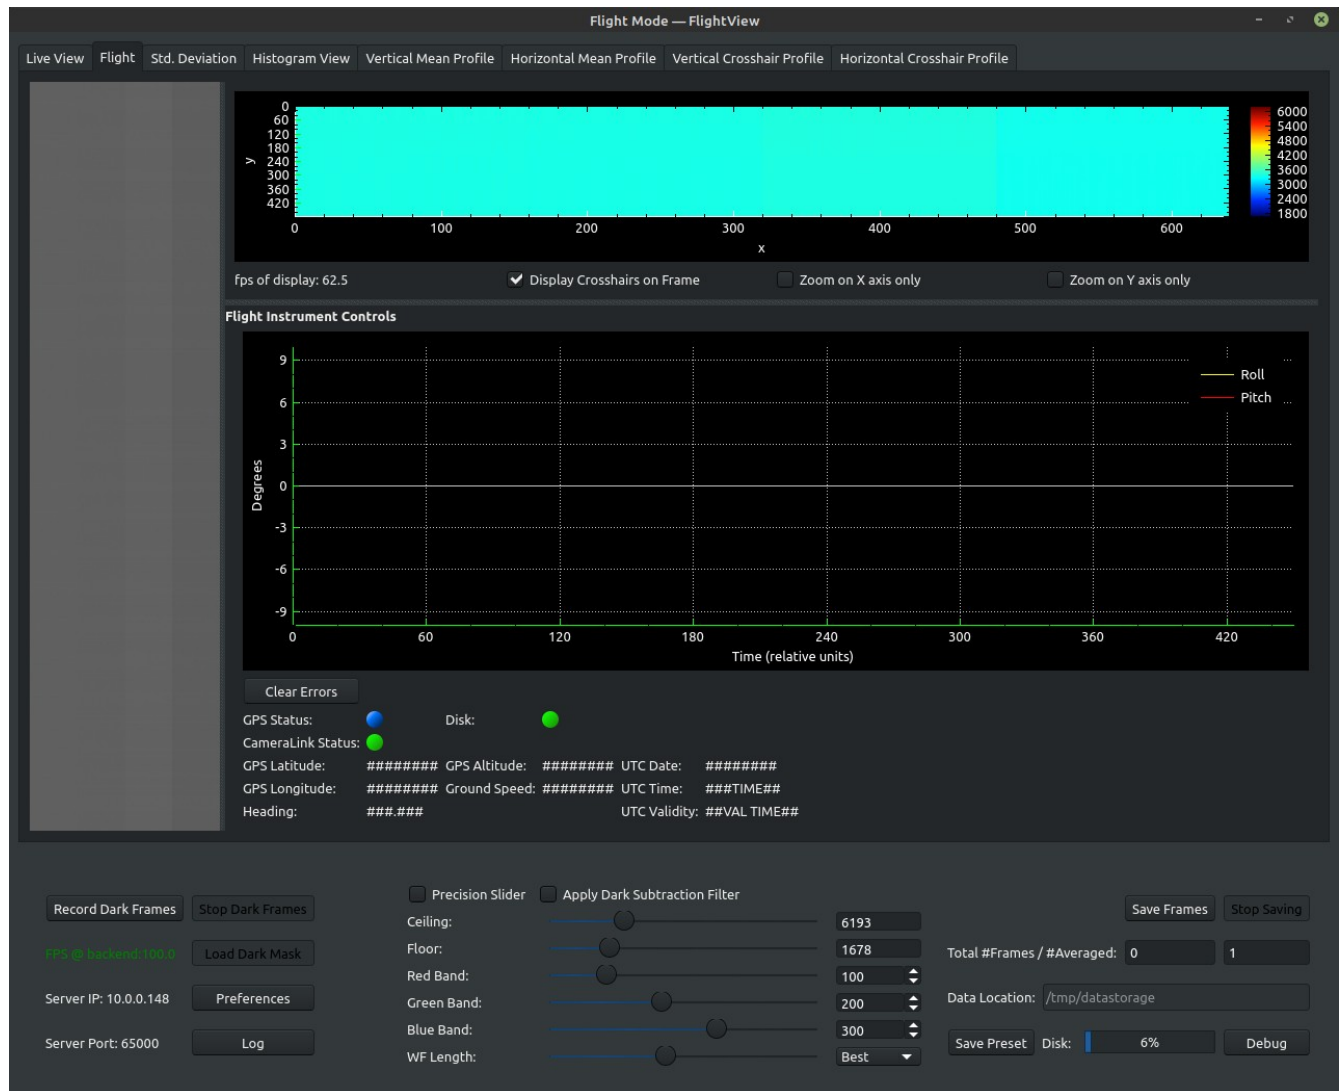 Flight Mode — FlightView
Live View Flight Std. Deviation Histogram View Vertical Mean Profile Horizontal Mean Profile Vertical Crosshair Profile Horizontal Crosshair Profile
0
60
120
180
240
300
360
420
y
0 100 200 300 400 500 600
x
6000
5400
4800
4200
3600
3000
2400
1800
fps of display: 62.5 Display Crosshairs on Frame Zoom on X axis only Zoom on Y axis only
Flight Instrument Controls
9
6
3
0
-3
-6
-9
Degrees
Roll
Pitch
0 60 120 180 240 300 360 420
Time (relative units)
Clear Errors
GPS Status: Disk:
CameraLink Status:
GPS Latitude: ######## GPS Altitude: ######## UTC Date: ########
GPS Longitude: ######## Ground Speed: ######## UTC Time: ###TIME##
Heading: ###.### UTC Validity: ##VAL TIME##
Record Dark Frames Stop Dark Frames
FPS @ backend:100.0 Load Dark Mask
Server IP: 10.0.0.148 Preferences
Server Port: 65000 Log
Precision Slider Apply Dark Subtraction Filter
Ceiling: 6193
Floor: 1678
Red Band: 100
Green Band: 200
Blue Band: 300
WF Length: Best
Save Frames Stop Saving
Total #Frames / #Averaged: 0 1
Data Location: /tmp/datastorage
Save Preset Disk: 6% Debug